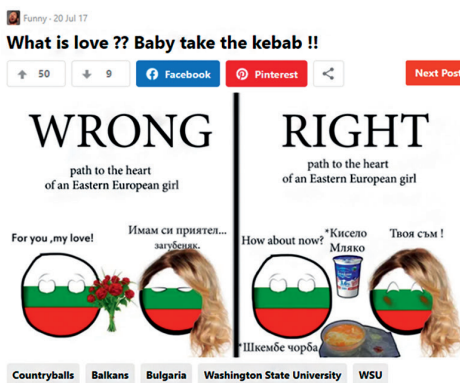 Funny - 20 Jul 17
What is love ?? Baby take the kebab !!
50
9
Facebook
Pinterest
Next Post
WRONG
path to the heart
of an Eastern European girl
For you ,my love!
Имам си приятел...
загубеняк.
RIGHT
path to the heart
of an Eastern European girl
How about now?
*Кисело
Мляко
Твоя съм !
*Шкембе чорба
Countryballs
Balkans
Bulgaria
Washington State University
WSU